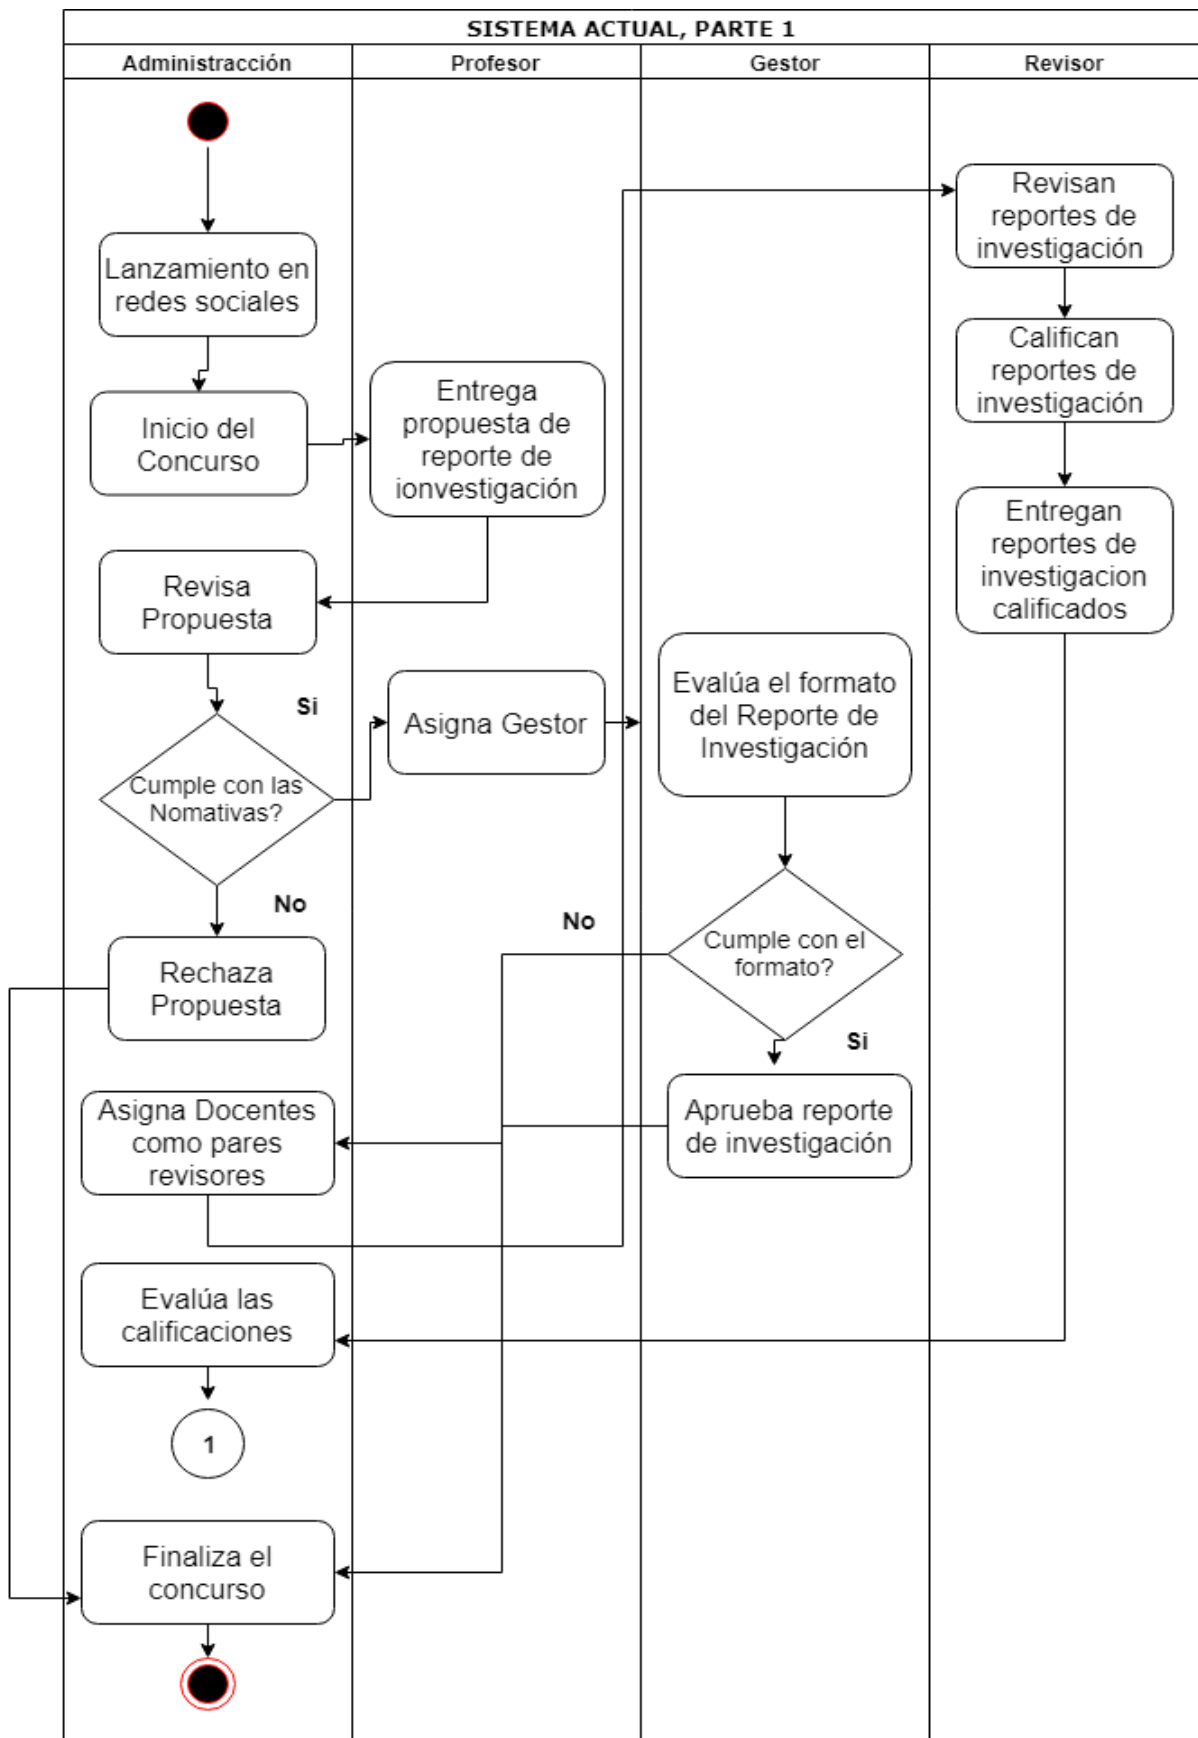 SISTEMA ACTUAL, PARTE 1
Administracción
Profesor
Gestor
Revisor
Lanzamiento en
redes sociales
Inicio del
Concurso
Entrega
propuesta de
reporte de
ionvestigación
Revisa
Propuesta
Si
Cumple con las
Nomativas?
No
Rechaza
Propuesta
Asigna Gestor
Evalúa el formato
del Reporte de
Investigación
No
Cumple con el
formato?
Si
Aprueba reporte
de investigación
Asigna Docentes
como pares
revisores
Revisan
reportes de
investigación
Califican
reportes de
investigación
Entregan
reportes de
investigacion
calificados
Evalúa las
calificaciones
1
Finaliza el
concurso